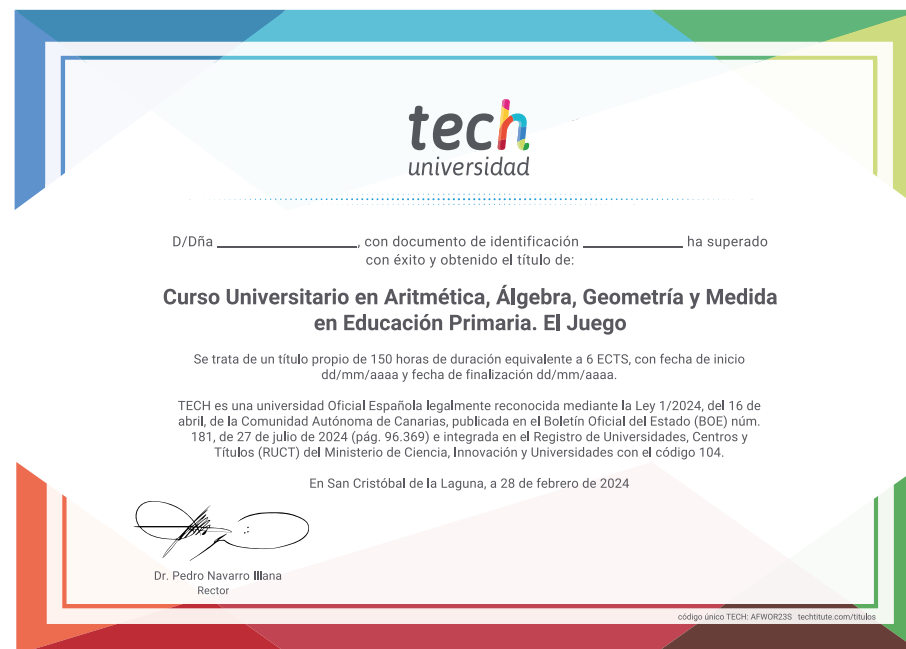 tech
universidad
D/Dña ____________________, con documento de identificación ______________ ha superado
con éxito y obtenido el título de:
Curso Universitario en Aritmética, Álgebra, Geometría y Medida
en Educación Primaria. El Juego
Se trata de un título propio de 150 horas de duración equivalente a 6 ECTS, con fecha de inicio
dd/mm/aaaa y fecha de finalización dd/mm/aaaa.
TECH es una universidad Oficial Española legalmente reconocida mediante la Ley 1/2024, del 16 de
abril, de la Comunidad Autónoma de Canarias, publicada en el Boletín Oficial del Estado (BOE) núm.
181, de 27 de julio de 2024 (pág. 96.369) e integrada en el Registro de Universidades, Centros y
Títulos (RUCT) del Ministerio de Ciencia, Innovación y Universidades con el código 104.
En San Cristóbal de la Laguna, a 28 de febrero de 2024
Dr. Pedro Navarro Illana
Rector
código único TECH: AFWOR23S techtitute.com/titulos